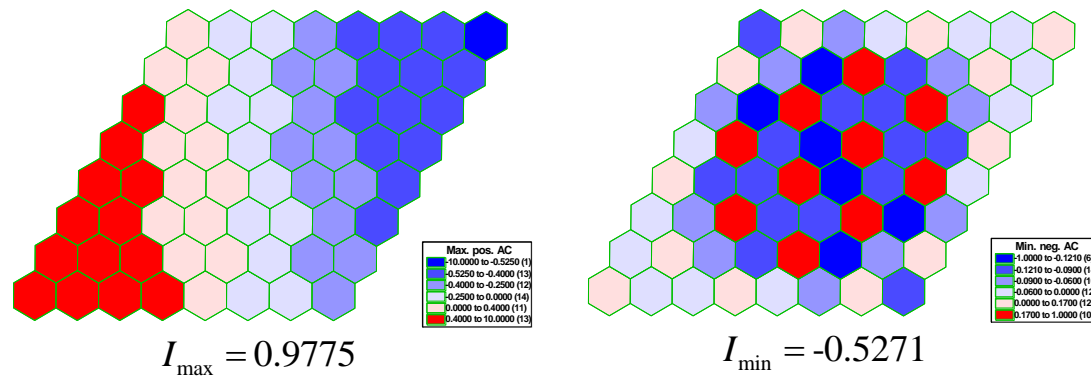 Max. pos. AC
-10.0000 to -0.5250 (1)
-0.5250 to -0.4000 (13)
-0.4000 to -0.2500 (12)
-0.2500 to 0.0000 (14)
0.0000 to 0.4000 (11)
0.4000 to 10.0000 (13)
Min. neg. AC
-1.0000 to -0.1210 (6
-0.1210 to -0.0900 (1
-0.0900 to -0.0600 (1
-0.0600 to 0.0000 (12
0.0000 to 0.1700 (12
0.1700 to 1.0000 (10
I max = 0.9775
I min = -0.5271